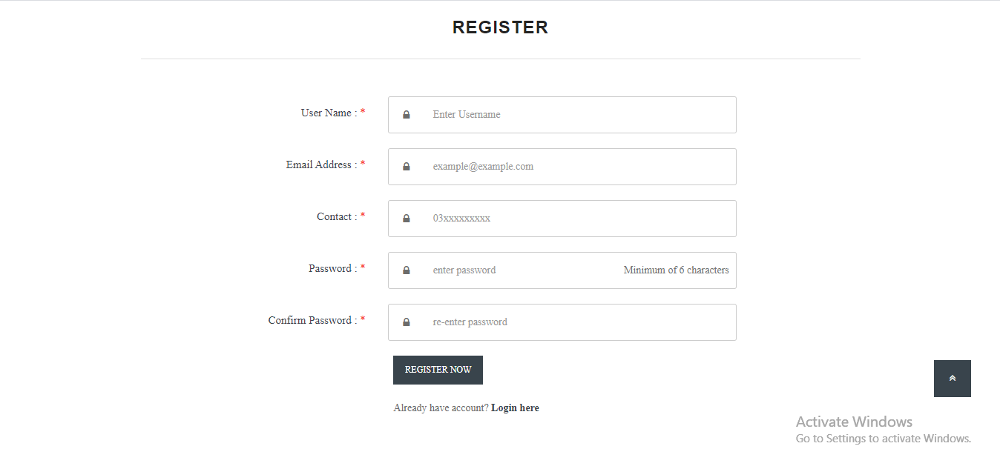 REGISTER
User Name : *
Enter Username
Email Address : *
example@example.com
Contact : *
03xxxxxxxxx
Password : *
enter password
Minimum of 6 characters
Confirm Password : *
re-enter password
REGISTER NOW
Already have account? Login here
Activate Windows
Go to Settings to activate Windows.